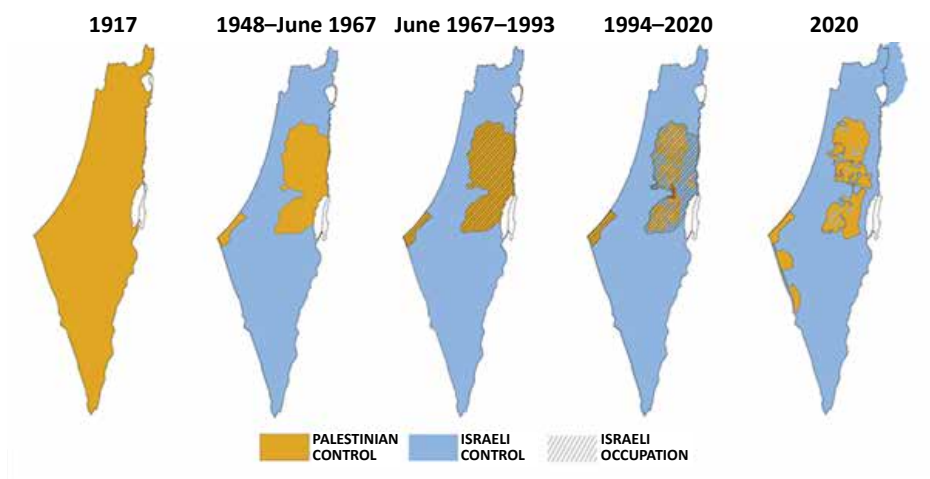 1917
1948–June 1967
June 1967–1993
1994–2020
2020
PALESTINIAN
CONTROL
ISRAELI
CONTROL
ISRAELI
OCCUPATION